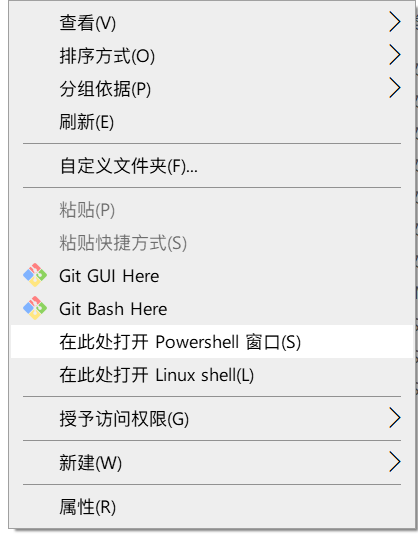 查看(V)
排序方式(O)
分组依据(P)
刷新(E)
自定义文件夹(F)...
粘贴(P)
粘贴快捷方式(S)
Git GUI Here
Git Bash Here
在此处打开 Powershell 窗口(S)
在此处打开 Linux shell(L)
授予访问权限(G)
新建(W)
属性(R)